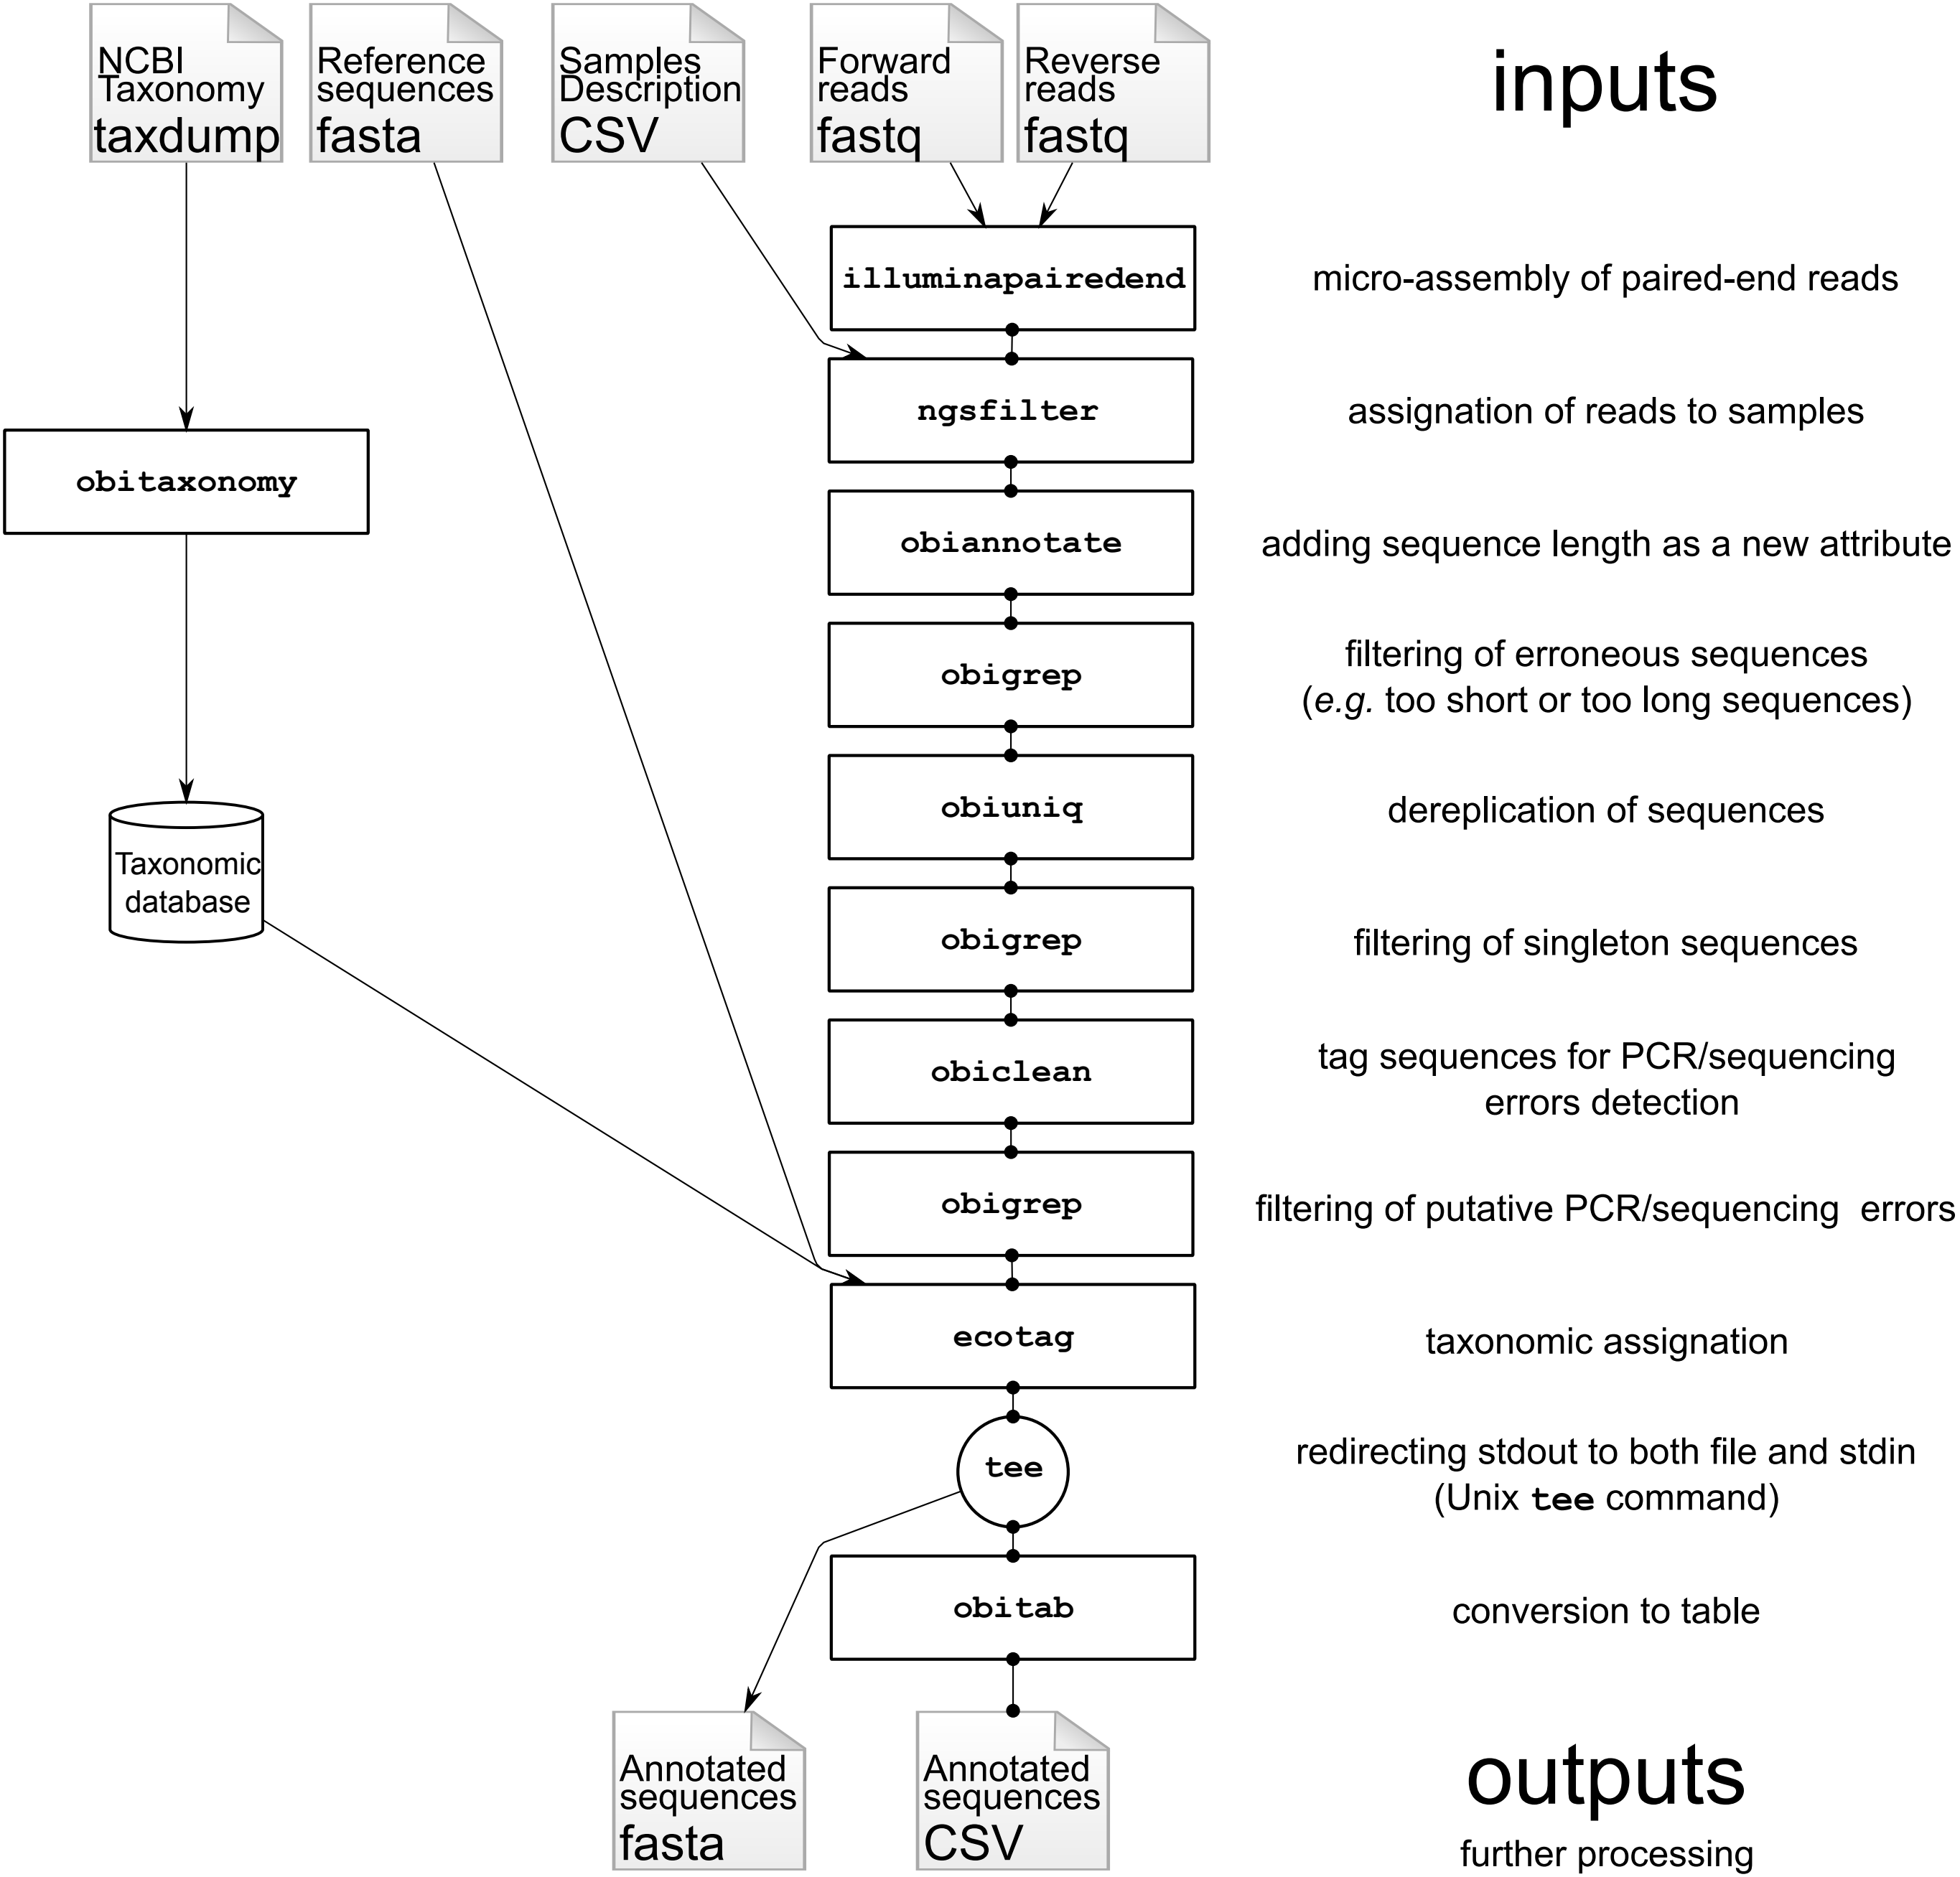 NCBI
Taxonomy
taxdump
Reference
sequences
fasta
Samples
Description
CSV
Forward
reads
fastq
Reverse
reads
fastq
inputs
illuminapairedend
micro-assembly of paired-end reads
ngsfilter
assignation of reads to samples
obitaxonomy
obiannotate
adding sequence length as a new attribute
obigrep
filtering of erroneous sequences
(e.g. too short or too long sequences)
obiuniq
dereplication of sequences
Taxonomic
database
obigrep
filtering of singleton sequences
obiclean
tag sequences for PCR/sequencing
errors detection
obigrep
filtering of putative PCR/sequencing errors
ecotag
taxonomic assignation
tee
redirecting stdout to both file and stdin
(Unix tee command)
obitab
conversion to table
Annotated
sequences
fasta
Annotated
sequences
CSV
outputs
further processing